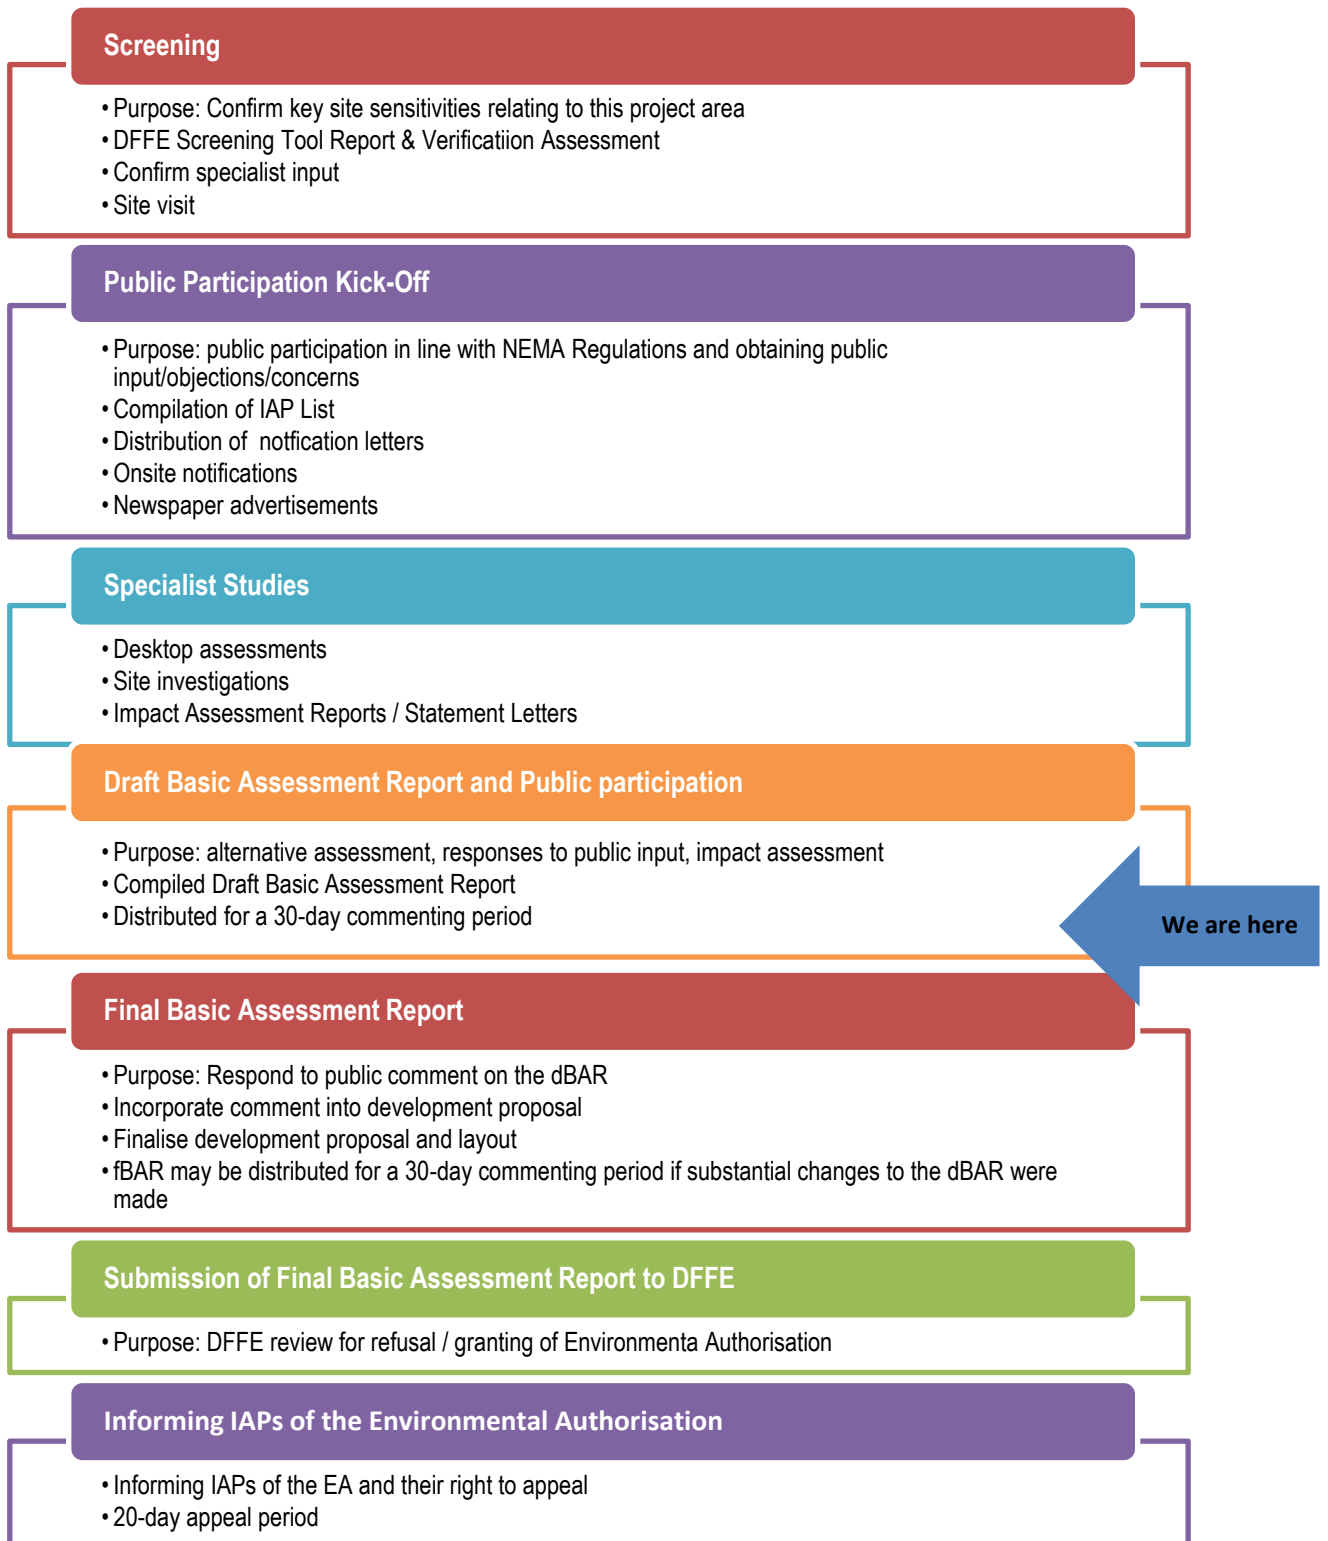 Screening
• Purpose: Confirm key site sensitivities relating to this project area
• DFFE Screening Tool Report & Verificatiion Assessment
• Confirm specialist input
• Site visit
Public Participation Kick-Off
• Purpose: public participation in line with NEMA Regulations and obtaining public
input/objections/concerns
• Compilation of IAP List
• Distribution of notfication letters
• Onsite notifications
• Newspaper advertisements
Specialist Studies
• Desktop assessments
• Site investigations
• Impact Assessment Reports / Statement Letters
Draft Basic Assessment Report and Public participation
• Purpose: alternative assessment, responses to public input, impact assessment
• Compiled Draft Basic Assessment Report
• Distributed for a 30-day commenting period
We are here
Final Basic Assessment Report
• Purpose: Respond to public comment on the dBAR
• Incorporate comment into development proposal
• Finalise development proposal and layout
• fBAR may be distributed for a 30-day commenting period if substantial changes to the dBAR were
made
Submission of Final Basic Assessment Report to DFFE
• Purpose: DFFE review for refusal / granting of Environmenta Authorisation
Informing IAPs of the Environmental Authorisation
• Informing IAPs of the EA and their right to appeal
• 20-day appeal period